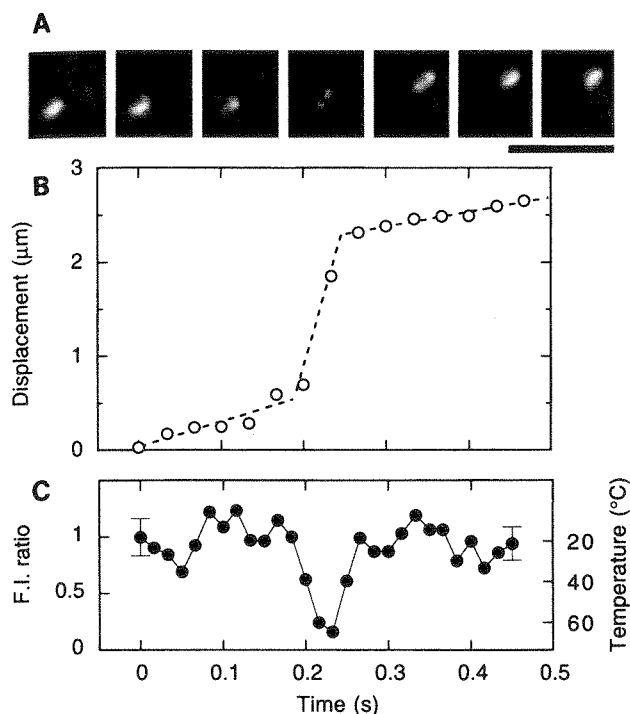 A
B
3
2
1
0
Displacement (μm)
C
1
0.5
0
F.I. ratio
20
40
60
Temperature (°C)
0 0.1 0.2 0.3 0.4 0.5
Time (s)